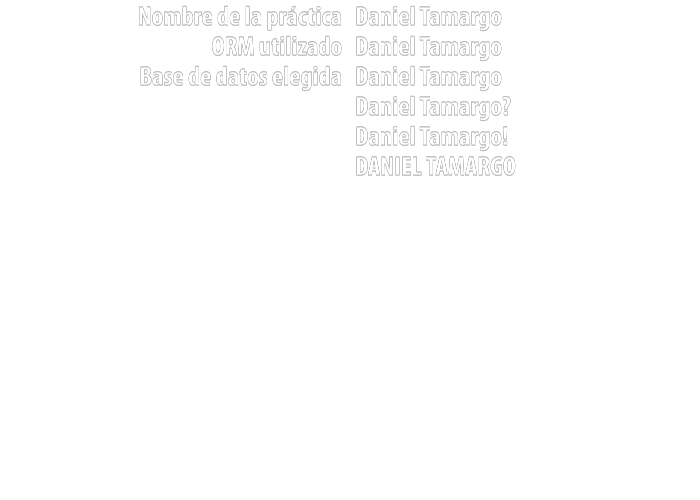 Nombre de la práctica Daniel Tamargo
ORM utilizado Daniel Tamargo
Base de datos elegida Daniel Tamargo
Daniel Tamargo?
Daniel Tamargo!
DANIEL TAMARGO